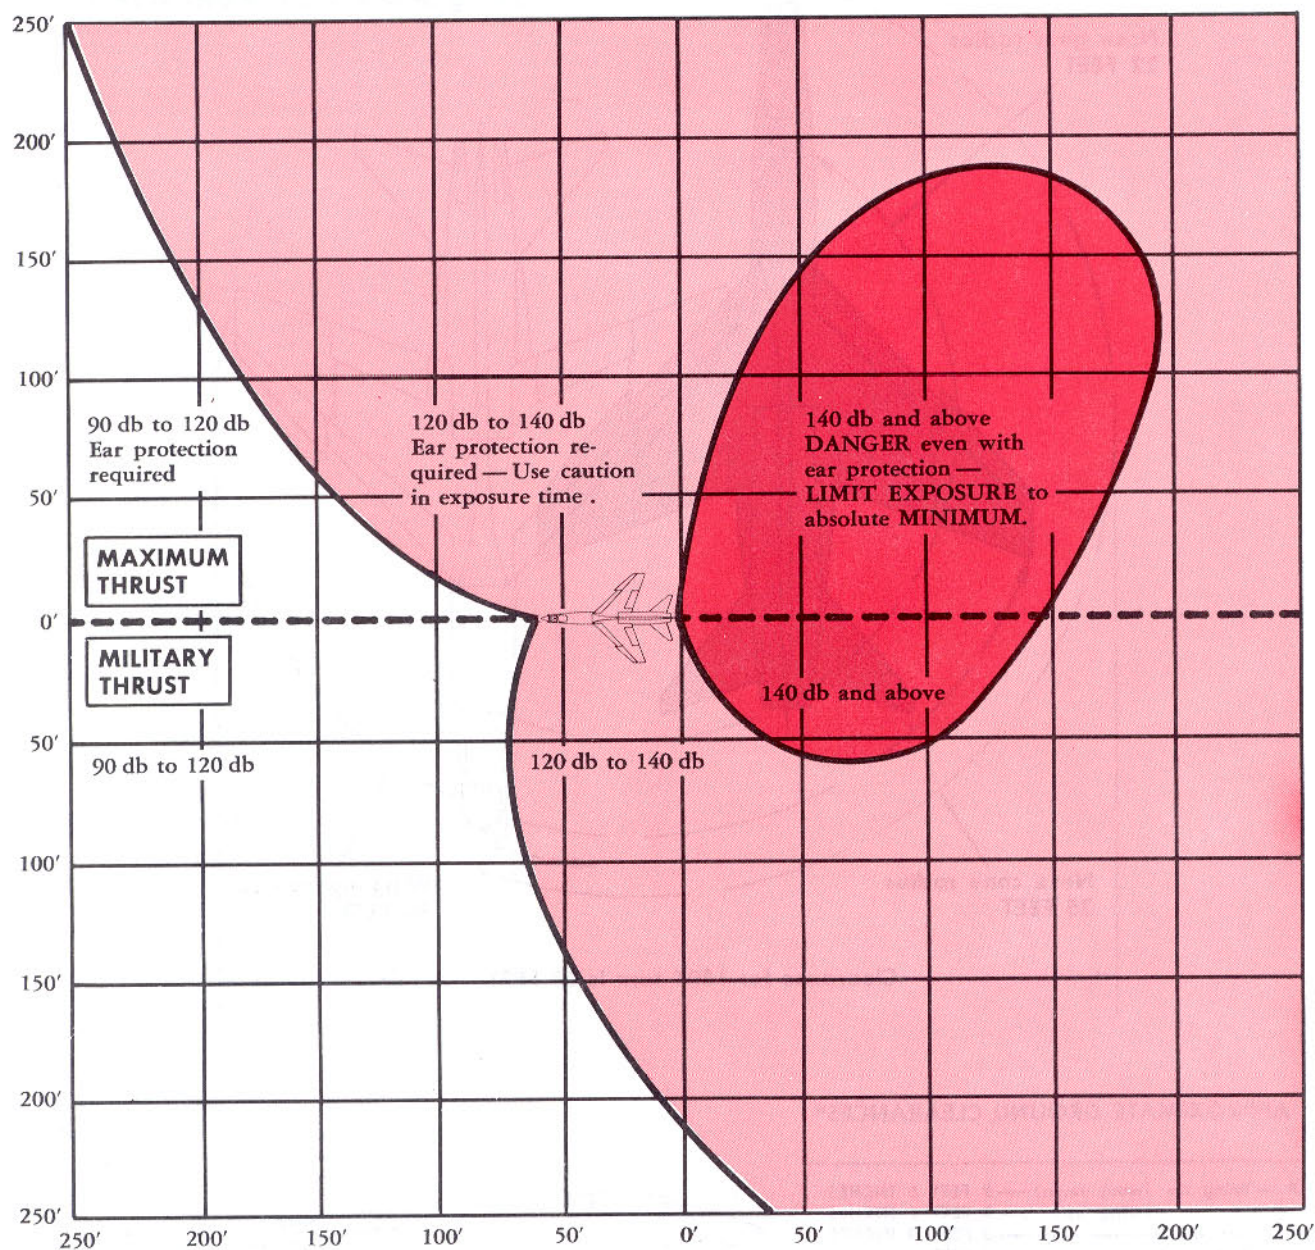 250′
200′
150′
100′
90 db to 120 db
Ear protection
required
120 db to 140 db
Ear protection re-
quired — Use caution
in exposure time .
140 db and above
DANGER even with
ear protection —
LIMIT EXPOSURE to
absolute MINIMUM.
50′
MAXIMUM
THRUST
0′
MILITARY
THRUST
140 db and above
50′
90 db to 120 db
120 db to 140 db
100′
150′
200′
250′
250′ 200′ 150′ 100′ 50′ 0′ 50′ 100′ 150′ 200′ 250′